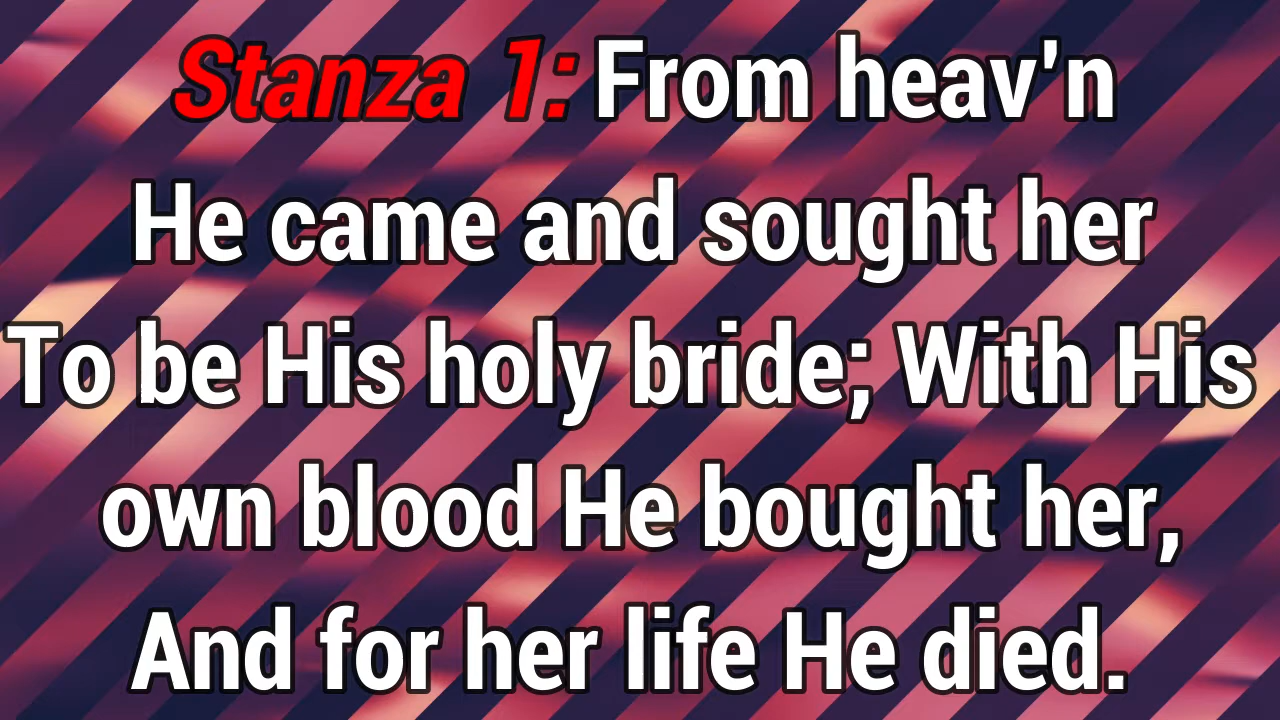 Stanza 1: From heav'n
He came and sought her
To be His holy bride; With His
own blood He bought her,
And for her life He died.